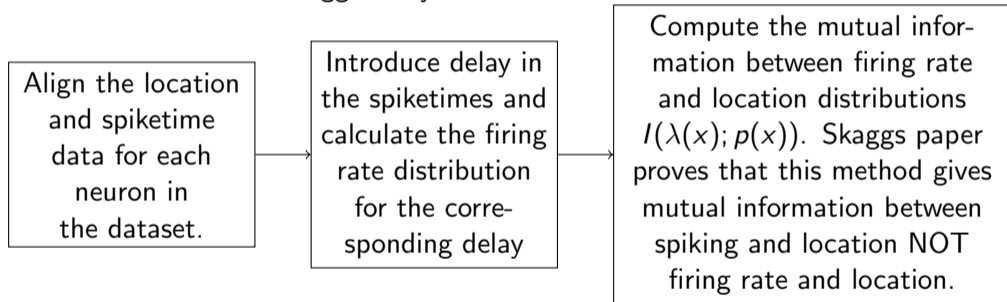 Align the location
and spiketime
data for each
neuron in
the dataset.
Introduce delay in
the spiketimes and
calculate the firing
rate distribution
for the corre-
sponding delay
Compute the mutual infor-
mation between firing rate
and location distributions
I(λ(x); p(x)). Skaggs paper
proves that this method gives
mutual information between
spiking and location NOT
firing rate and location.